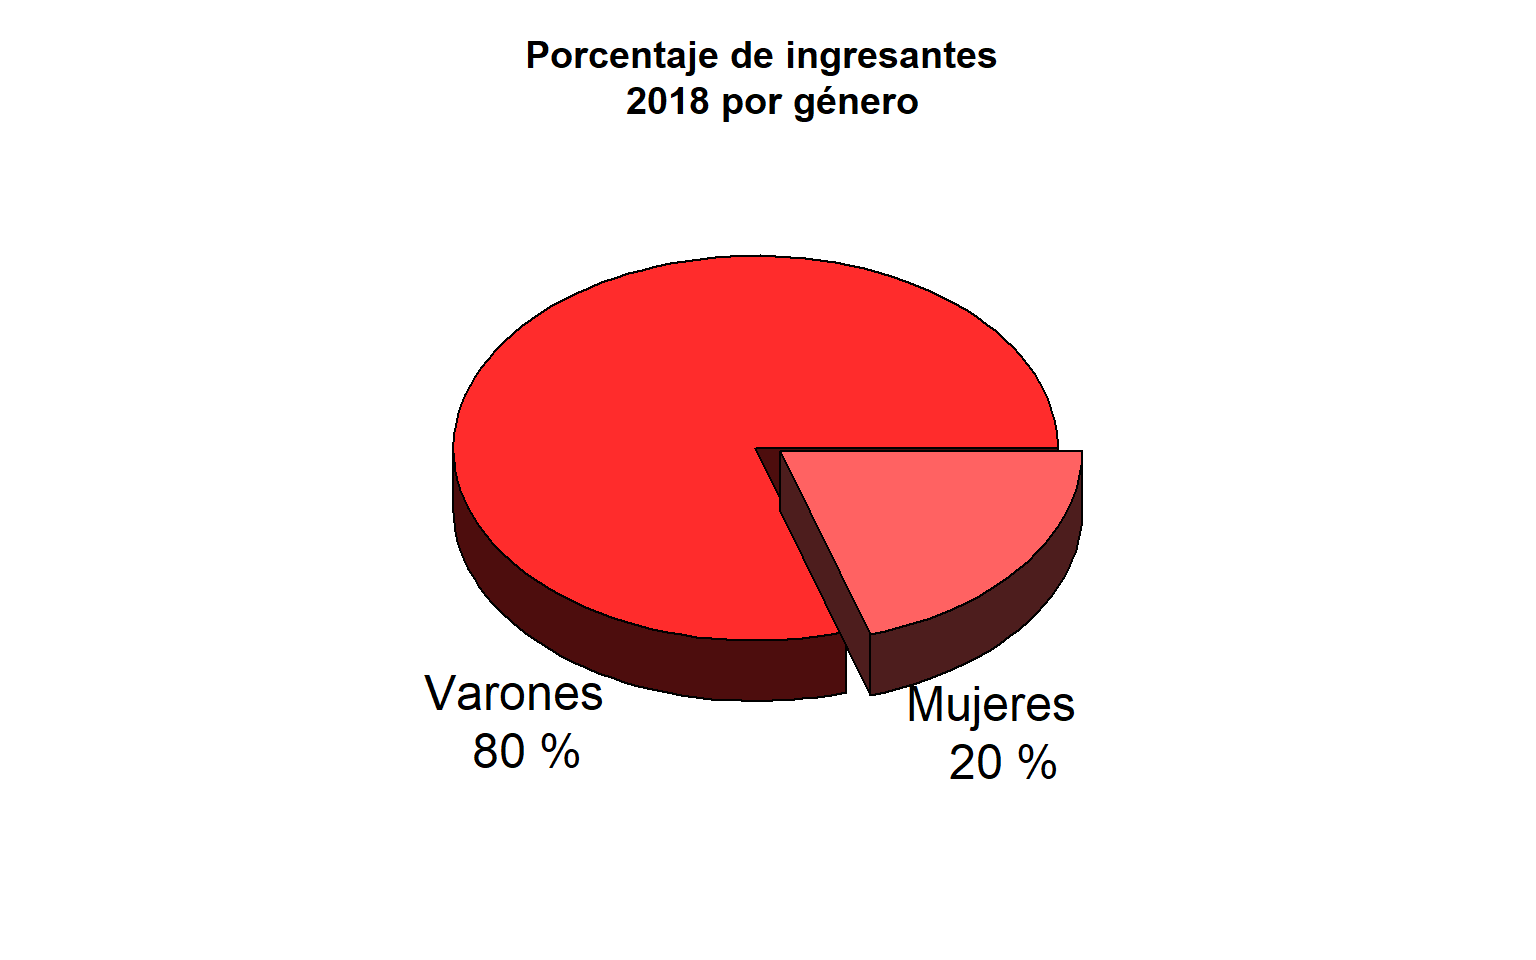 Porcentaje de ingresantes
2018 por género
Varones
80 %
Mujeres
20 %